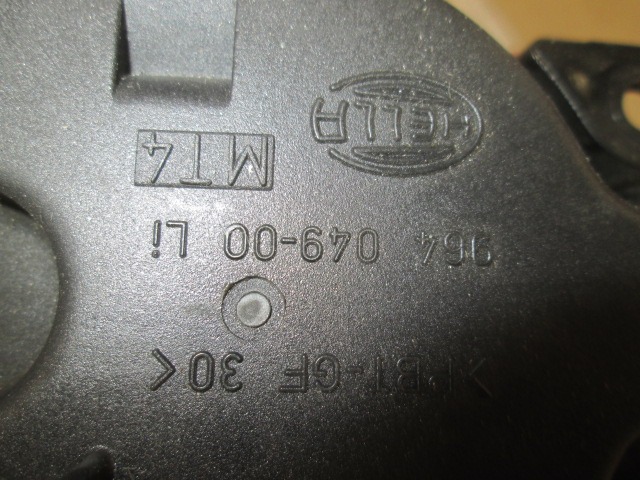 >PBT-GF 30<
964 049-00 Li
HELLA
MT4